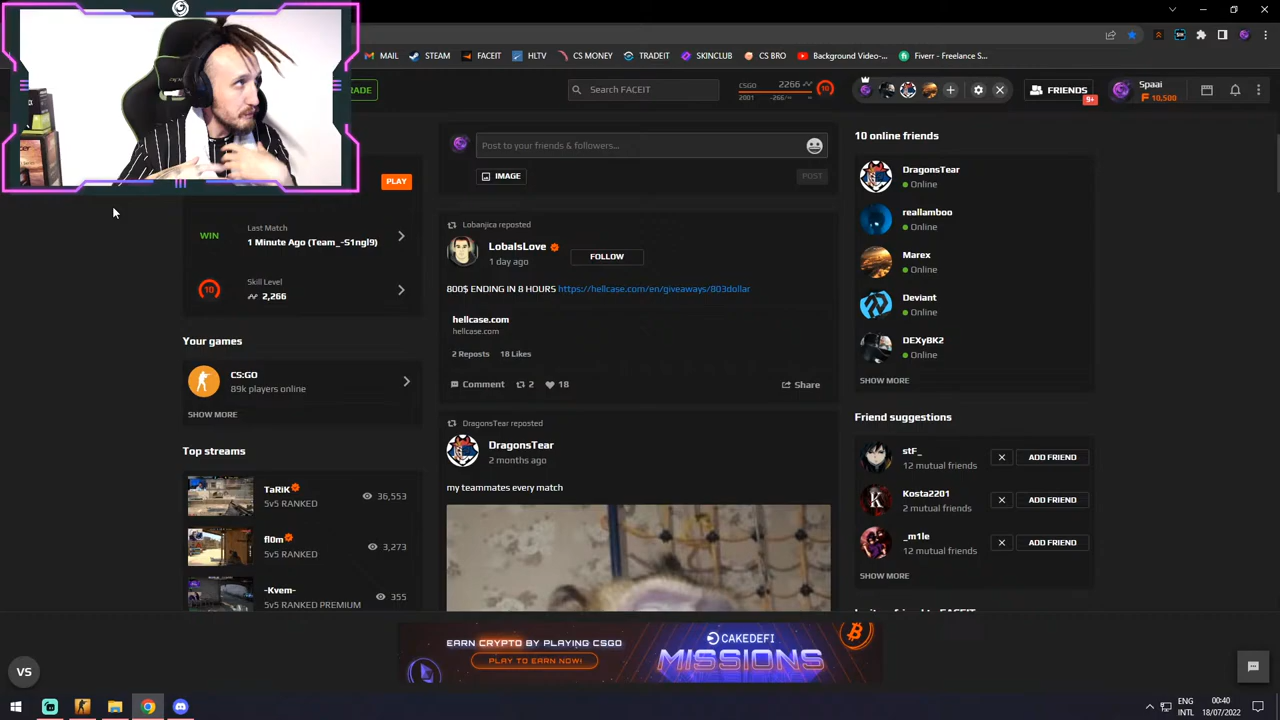 MAIL STEAM FACEIT HLTV CS MONEY TRADEIT SKINCLUB CS BRO Background Video-... Fiverr - Freelance S...
Search FACEIT
CSGO 2266 10
2001 -266/∞
FRIENDS
9+
Spaai
10,500
Post to your friends & followers...
IMAGE
POST
PLAY
WIN
Last Match
1 Minute Ago (Team_-S1ngl9)
Skill Level
10
2,266
Your games
CS:GO
89k players online
SHOW MORE
Top streams
TaRiK
5v5 RANKED
36,553
fl0m
5v5 RANKED
3,273
-Kvem-
5v5 RANKED PREMIUM
355
Lobanjica reposted
LobaIsLove
1 day ago
FOLLOW
800$ ENDING IN 8 HOURS https://hellcase.com/en/giveaways/803dollar
hellcase.com
hellcase.com
2 Reposts 18 Likes
Comment 2 18 Share
DragonsTear reposted
DragonsTear
2 months ago
my teammates every match
10 online friends
DragonsTear
Online
reallamboo
Online
Marex
Online
Deviant
Online
DEXyBK2
Online
SHOW MORE
Friend suggestions
stF_
12 mutual friends
ADD FRIEND
Kosta2201
2 mutual friends
ADD FRIEND
_m1le
12 mutual friends
ADD FRIEND
SHOW MORE
EARN CRYPTO BY PLAYING CSGO
PLAY TO EARN NOW!
CAKEDEFI
MISSIONS
VS
ENG
INTL
00:40
18/07/2022